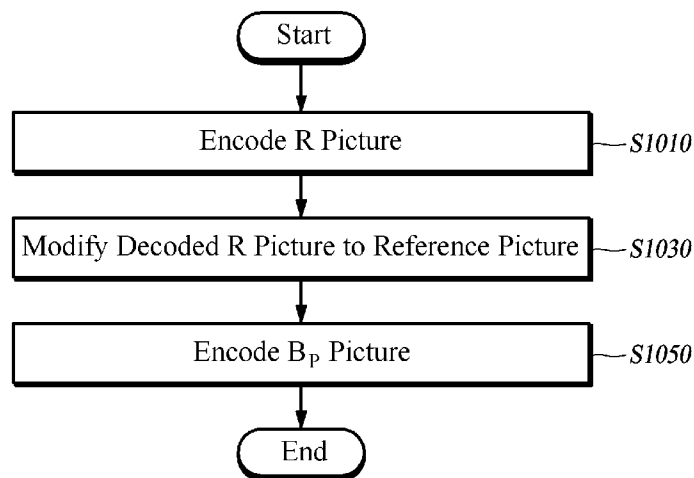 Start
Encode R Picture
S1010
Modify Decoded R Picture to Reference Picture
S1030
Encode BP Picture
S1050
End